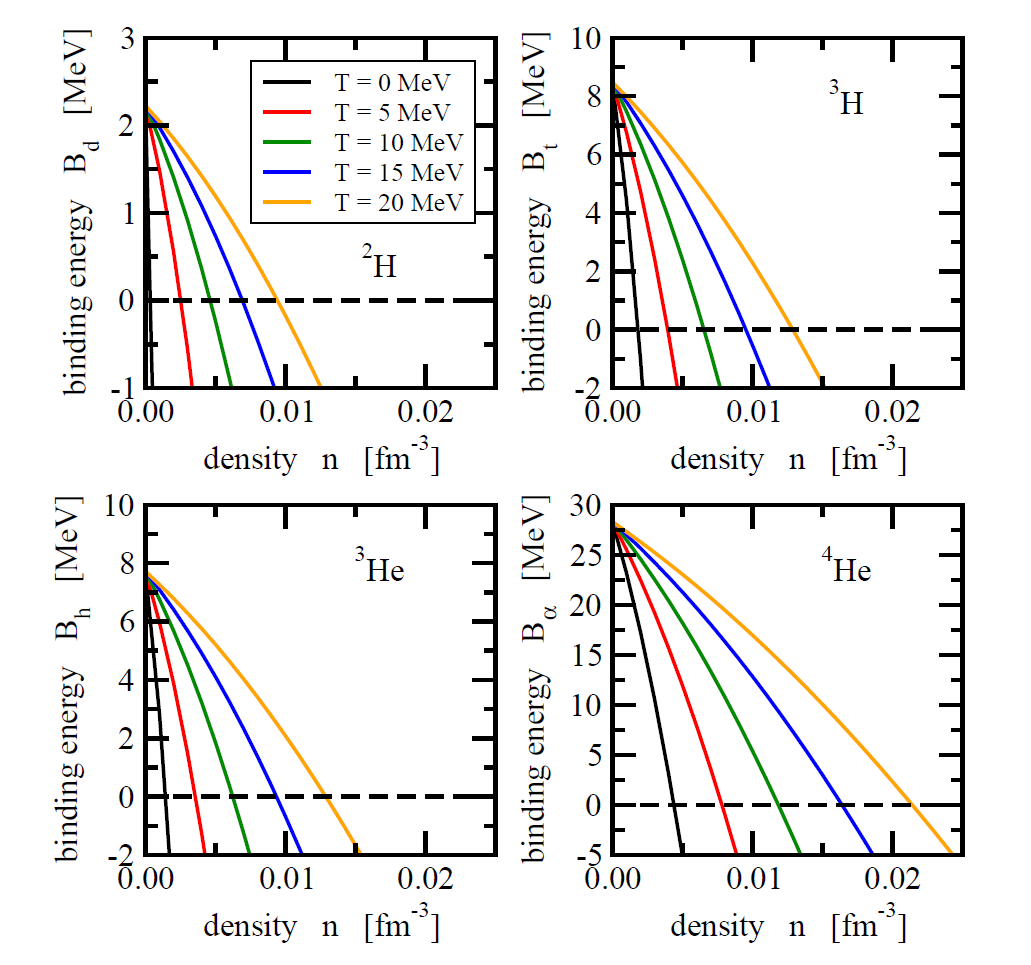 binding energy B_d [MeV]
3
2
1
0
-1
T = 0 MeV
T = 5 MeV
T = 10 MeV
T = 15 MeV
T = 20 MeV
²H
0.00 0.01 0.02
density n [fm⁻³]
binding energy B_t [MeV]
10
8
6
4
2
0
-2
³H
0.00 0.01 0.02
density n [fm⁻³]
binding energy B_h [MeV]
10
8
6
4
2
0
-2
³He
0.00 0.01 0.02
density n [fm⁻³]
binding energy B_α [MeV]
30
25
20
15
10
5
0
-5
⁴He
0.00 0.01 0.02
density n [fm⁻³]